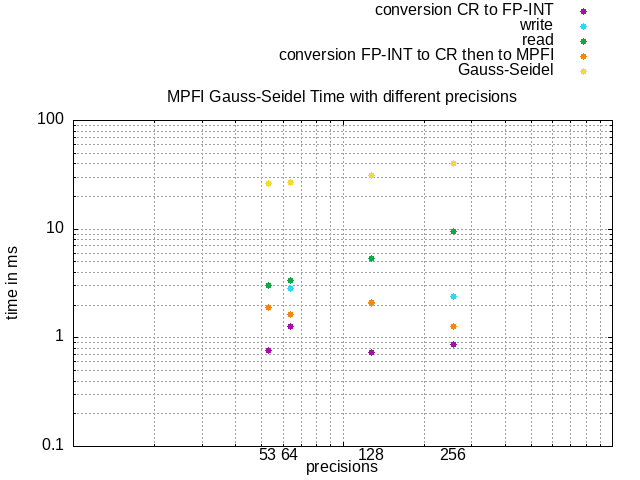 conversion CR to FP-INT
write
read
conversion FP-INT to CR then to MPFI
Gauss-Seidel
MPFI Gauss-Seidel Time with different precisions
100
10
1
0.1
time in ms
53 64 128 256
precisions